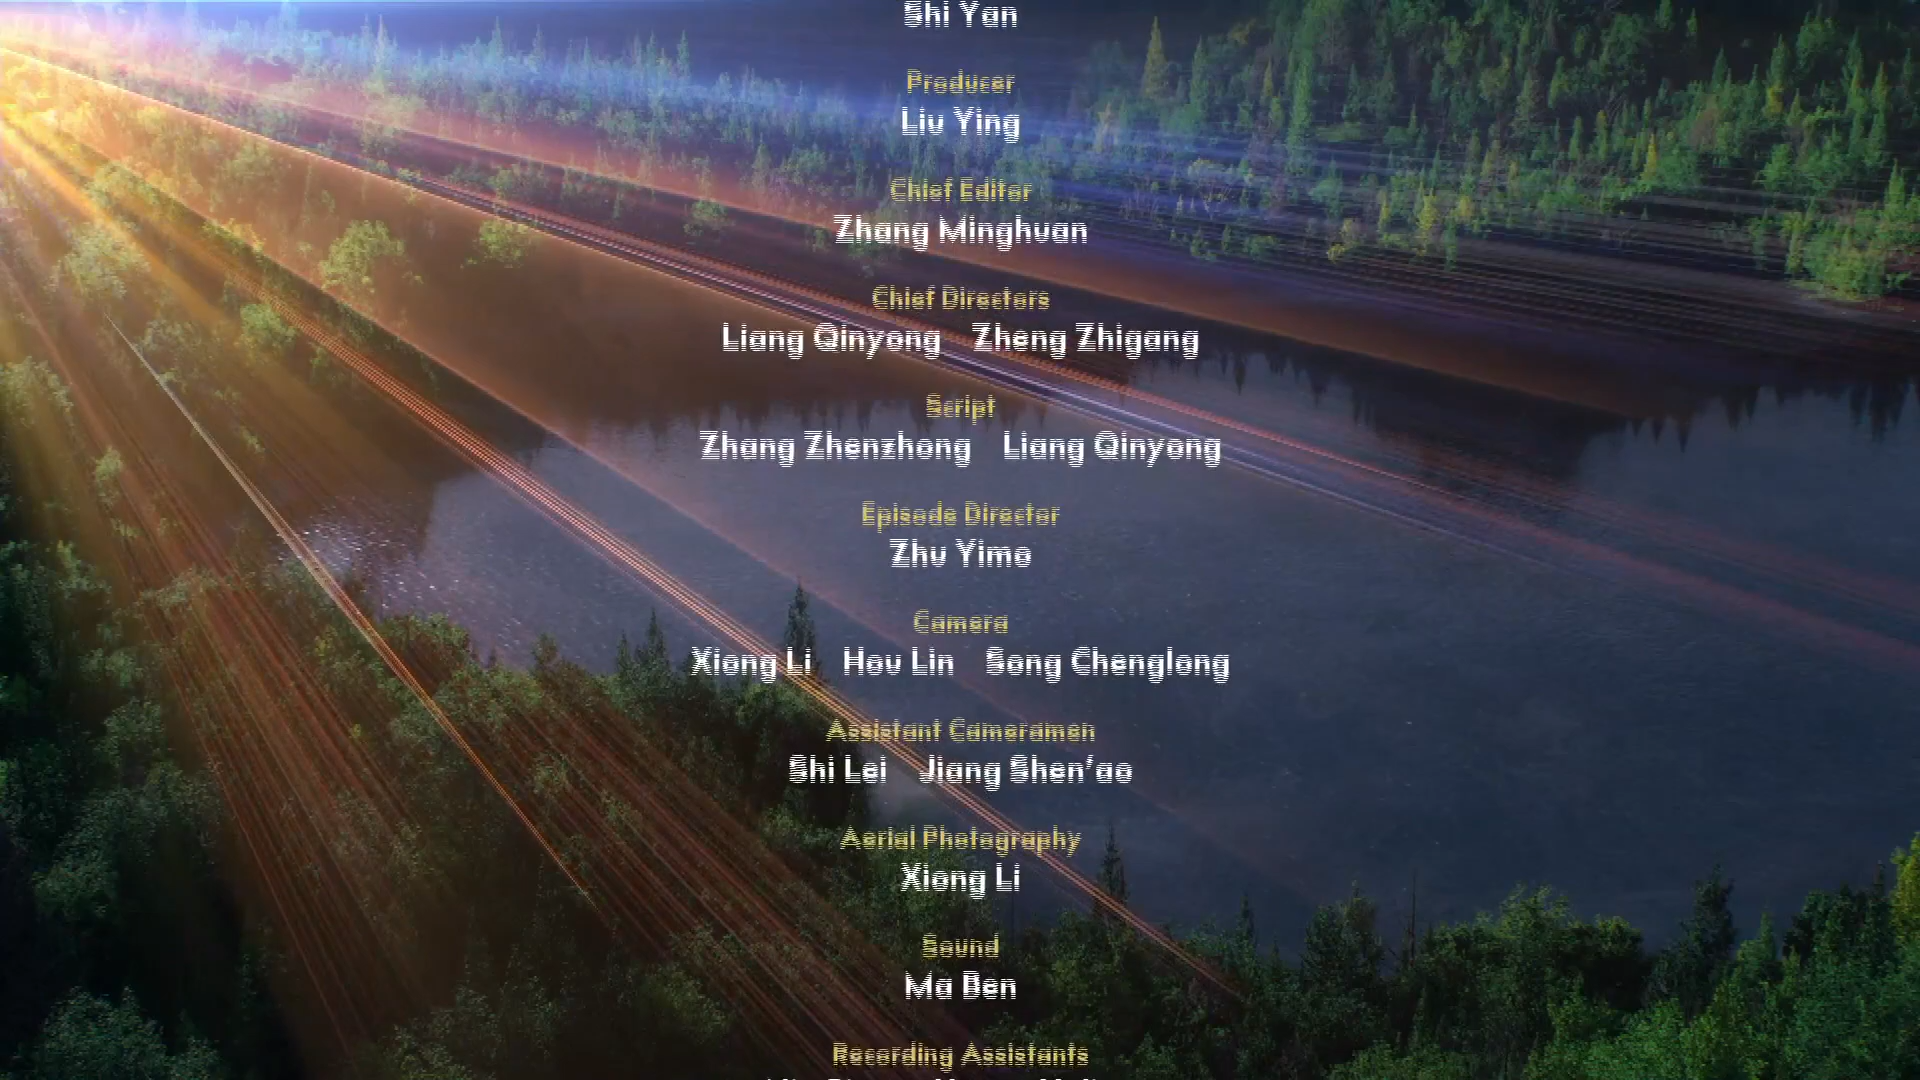 Shi Yan
Producer
Liu Ying
Chief Editor
Zhang Minghuan
Chief Directors
Liang Qinyong Zheng Zhigang
Script
Zhang Zhenzhong Liang Qinyong
Episode Director
Zhu Yimo
Camera
Xiong Li Hou Lin Song Chenglong
Assistant Cameramen
Shi Lei Jiang Shen'ao
Aerial Photography
Xiong Li
Sound
Ma Ben
Recording Assistants